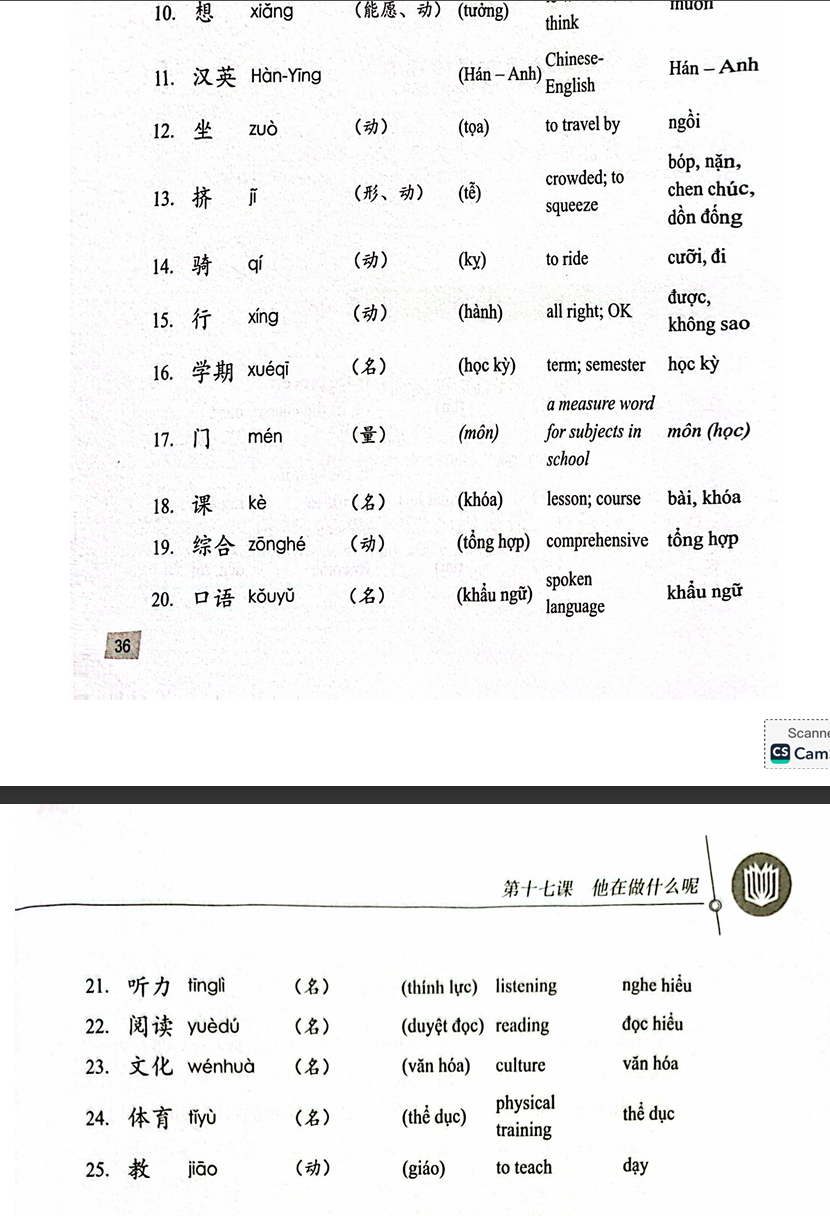 10. 想 xiǎng （能愿、动） (tưởng) think muốn
11. 汉英 Hàn-Yīng (Hán – Anh) Chinese-English Hán – Anh
12. 坐 zuò （动） (tọa) to travel by ngồi
13. 挤 jǐ （形、动） (tễ) crowded; to squeeze bóp, nặn, chen chúc, dồn đống
14. 骑 qí （动） (kỵ) to ride cưỡi, đi
15. 行 xíng （动） (hành) all right; OK được, không sao
16. 学期 xuéqī （名） (học kỳ) term; semester học kỳ
17. 门 mén （量） (môn) a measure word for subjects in school môn (học)
18. 课 kè （名） (khóa) lesson; course bài, khóa
19. 综合 zōnghé （动） (tổng hợp) comprehensive tổng hợp
20. 口语 kǒuyǔ （名） (khẩu ngữ) spoken language khẩu ngữ
36
CS
第十七课 他在做什么呢
21. 听力 tīnglì （名） (thính lực) listening nghe hiểu
22. 阅读 yuèdú （名） (duyệt đọc) reading đọc hiểu
23. 文化 wénhuà （名） (văn hóa) culture văn hóa
24. 体育 tǐyù （名） (thể dục) physical training thể dục
25. 教 jiāo （动） (giáo) to teach dạy